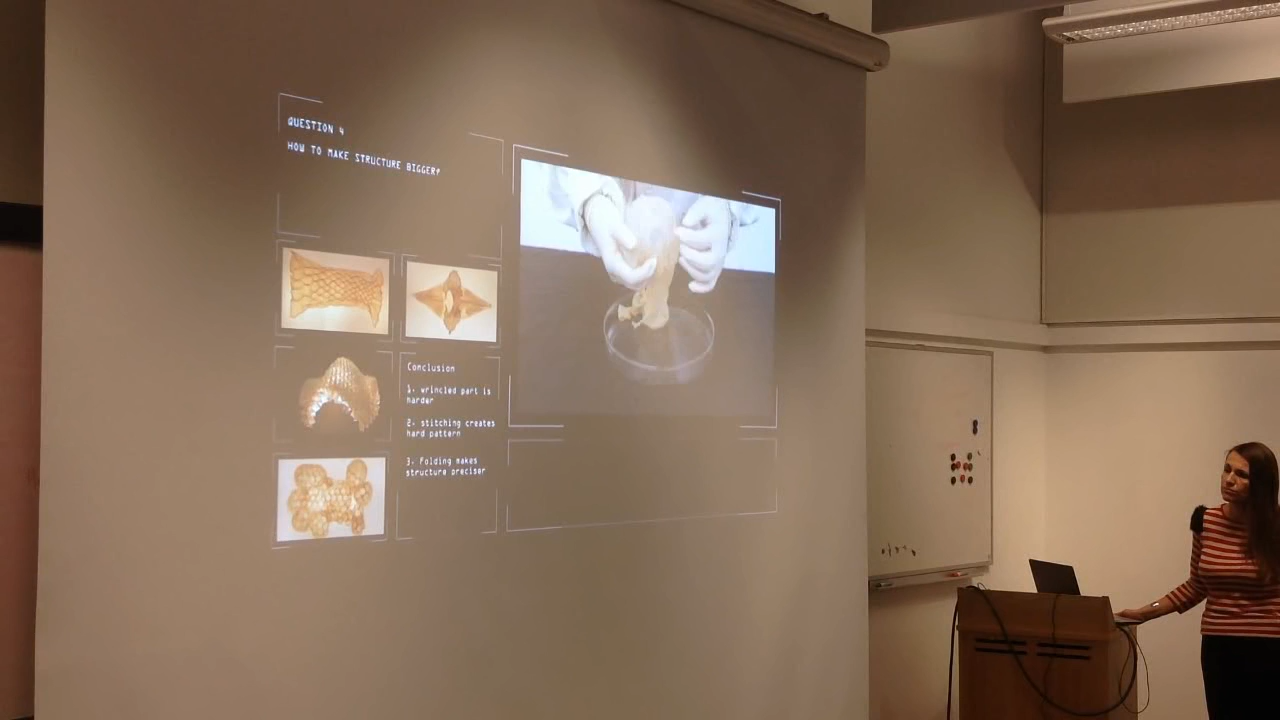 QUESTION 4
HOW TO MAKE STRUCTURE BIGGER?
Conclusion
1. wrincled part is
harder
2. stitching creates
hard pattern
3. Folding makes
structure preciser